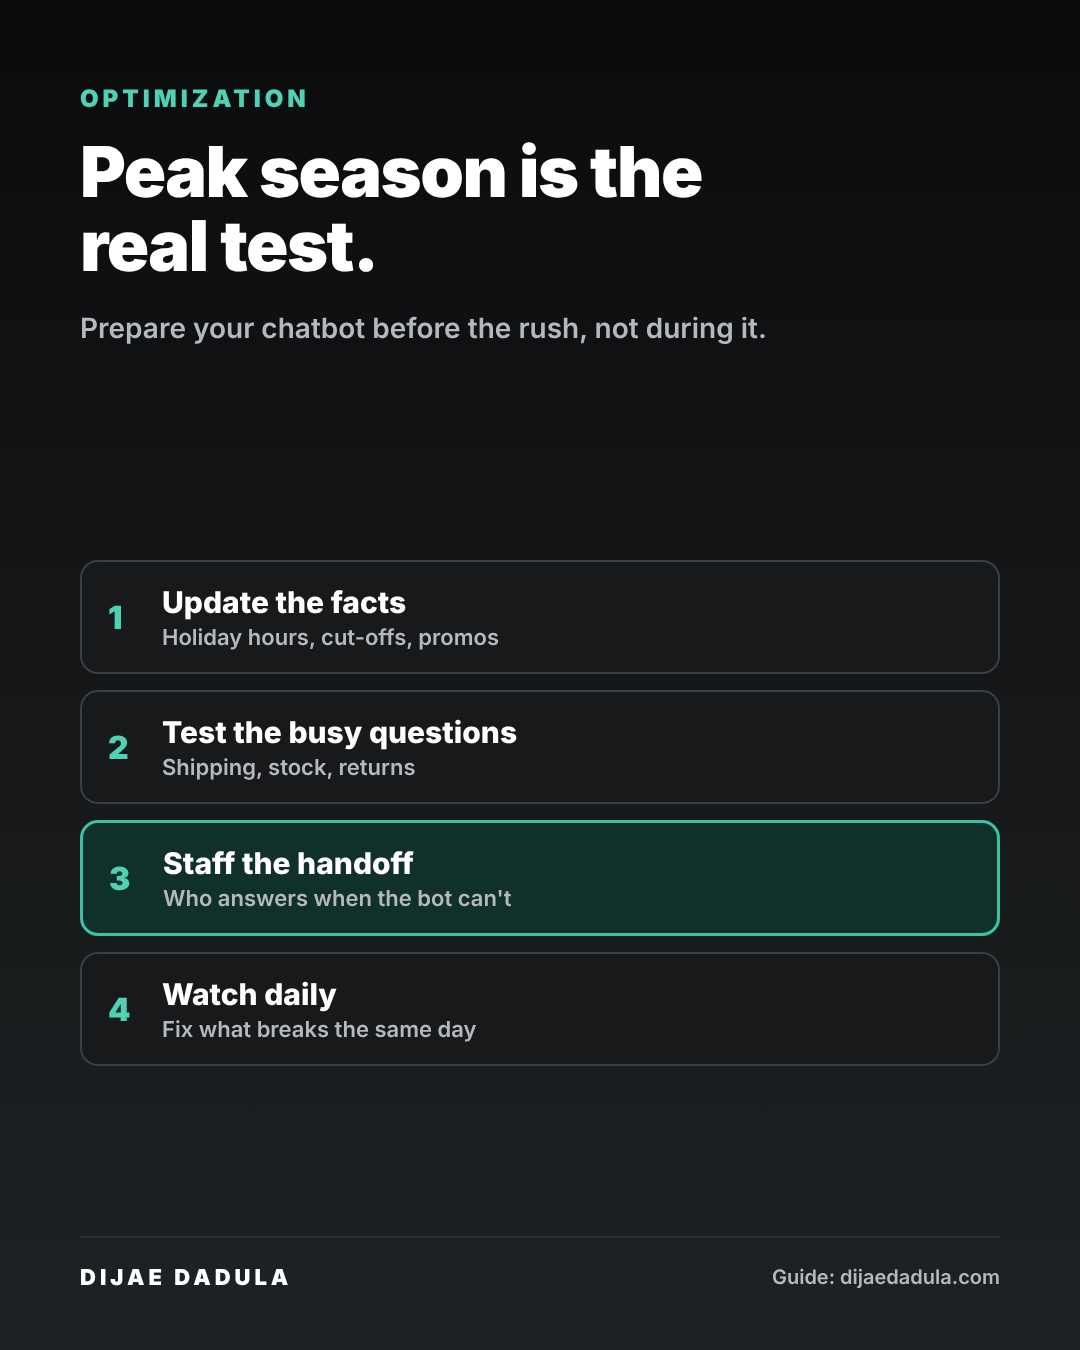 OPTIMIZATION
Peak season is the
real test.
Prepare your chatbot before the rush, not during it.
1
Update the facts
Holiday hours, cut-offs, promos
2
Test the busy questions
Shipping, stock, returns
3
Staff the handoff
Who answers when the bot can't
4
Watch daily
Fix what breaks the same day
DIJAE DADULA
Guide: dijaedadula.com